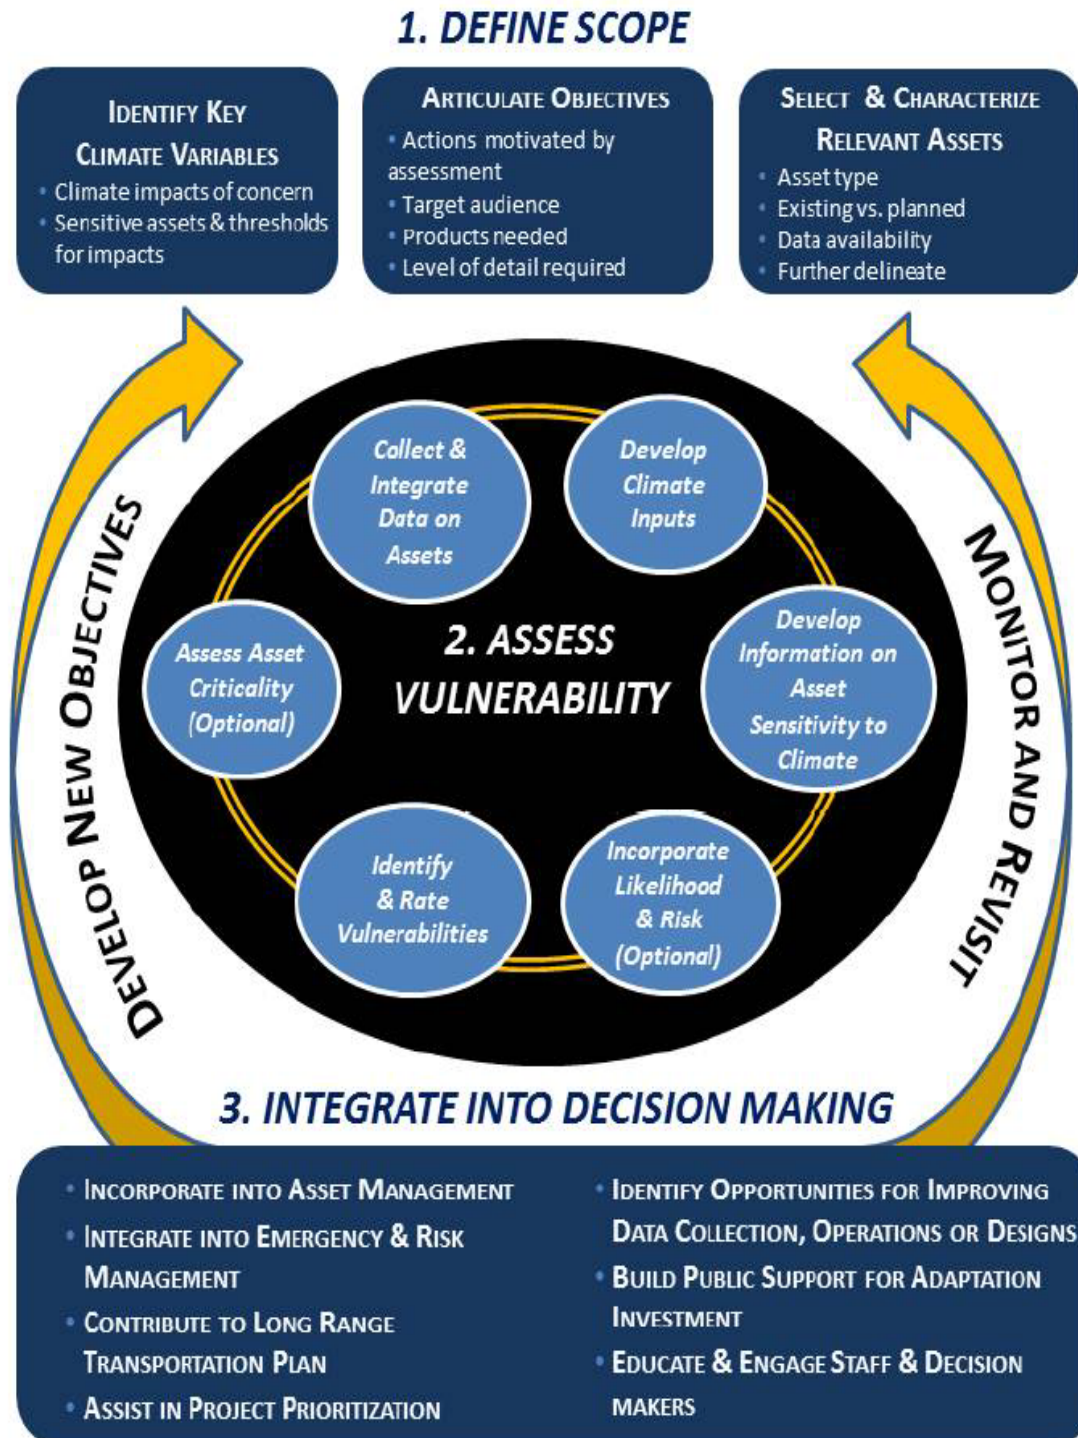 1. DEFINE SCOPE
IDENTIFY KEY
CLIMATE VARIABLES
• Climate impacts of concern
• Sensitive assets & thresholds
for impacts
ARTICULATE OBJECTIVES
• Actions motivated by
assessment
• Target audience
• Products needed
• Level of detail required
SELECT & CHARACTERIZE
RELEVANT ASSETS
• Asset type
• Existing vs. planned
• Data availability
• Further delineate
DEVELOP NEW OBJECTIVES
MONITOR AND REVISIT
2. ASSESS
VULNERABILITY
Collect &
Integrate
Data on
Assets
Develop
Climate
Inputs
Develop
Information on
Asset
Sensitivity to
Climate
Incorporate
Likelihood
& Risk
(Optional)
Identify
& Rate
Vulnerabilities
Assess Asset
Criticality
(Optional)
3. INTEGRATE INTO DECISION MAKING
• INCORPORATE INTO ASSET MANAGEMENT
• INTEGRATE INTO EMERGENCY & RISK
MANAGEMENT
• CONTRIBUTE TO LONG RANGE
TRANSPORTATION PLAN
• ASSIST IN PROJECT PRIORITIZATION
• IDENTIFY OPPORTUNITIES FOR IMPROVING
DATA COLLECTION, OPERATIONS OR DESIGNS
• BUILD PUBLIC SUPPORT FOR ADAPTATION
INVESTMENT
• EDUCATE & ENGAGE STAFF & DECISION
MAKERS